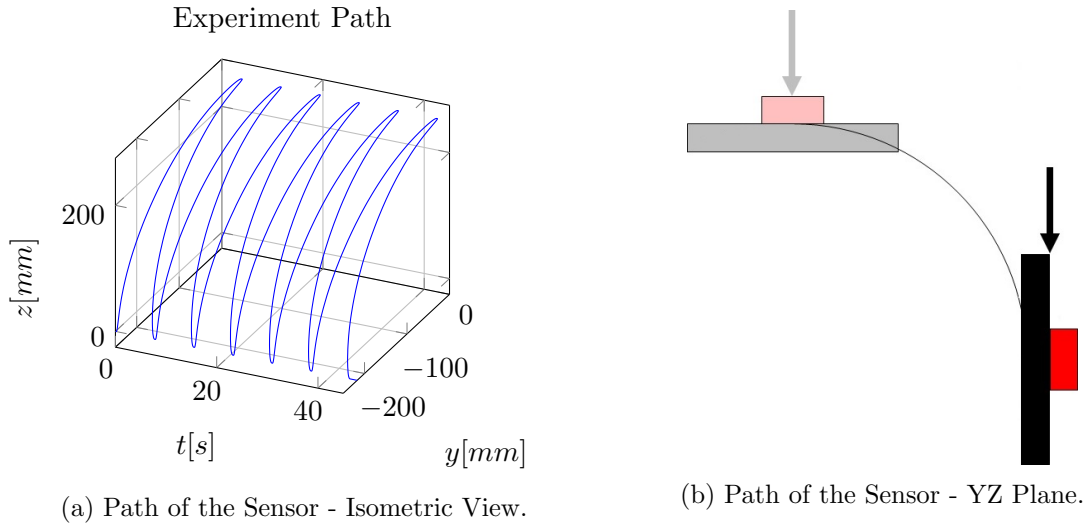 Experiment Path
200
0
z[mm]
0
20
40
t[s]
0
−100
−200
y[mm]
(a) Path of the Sensor - Isometric View.
(b) Path of the Sensor - YZ Plane.